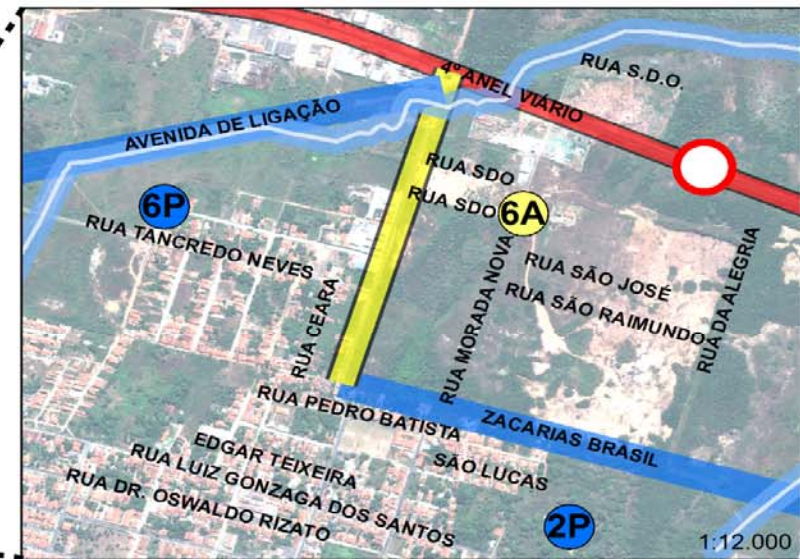 RUA S.D.O.
4º ANEL VIÁRIO
AVENIDA DE LIGAÇÃO
RUA SDO
6P
RUA SDO
6A
RUA TANCREDO NEVES
RUA CEARA
RUA MORADA NOVA
RUA SÃO JOSÉ
RUA SÃO RAIMUNDO
RUA DA ALEGRIA
RUA PEDRO BATISTA
ZACARIAS BRASIL
EDGAR TEIXEIRA
SÃO LUCAS
RUA LUIZ GONZAGA DOS SANTOS
RUA DR. OSWALDO RIZATO
2P
1:12.000